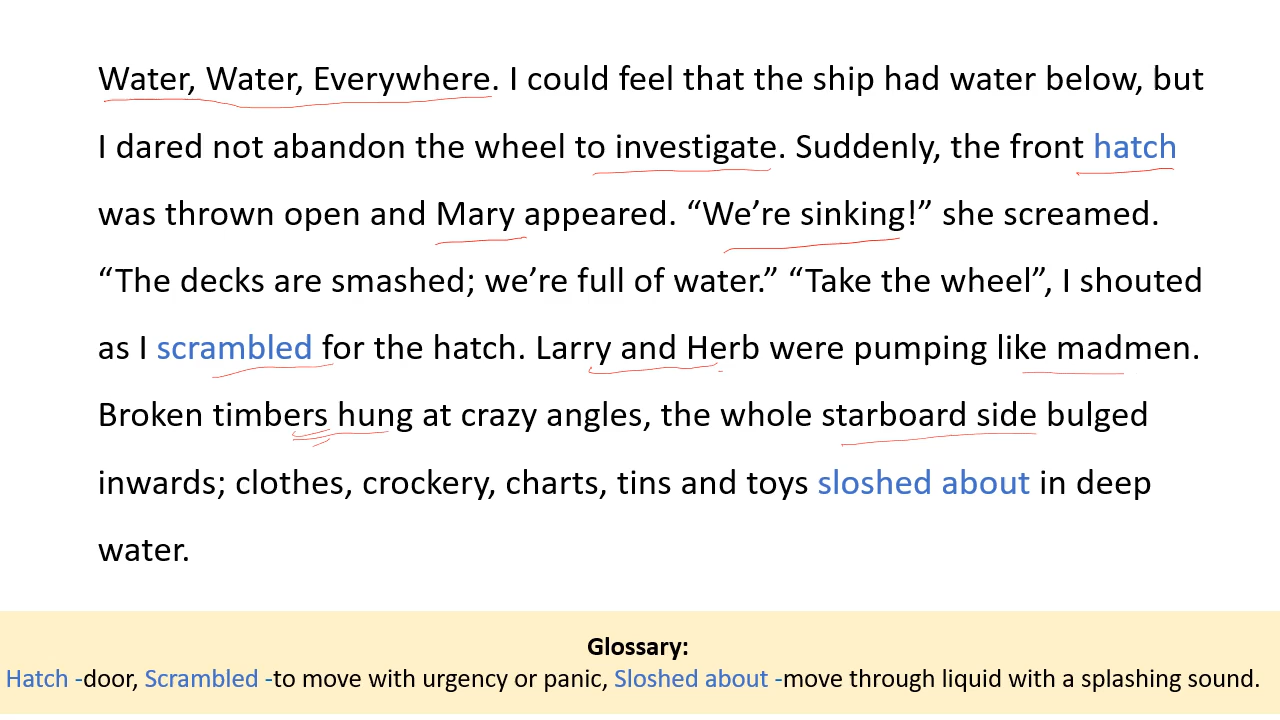 Water, Water, Everywhere. I could feel that the ship had water below, but
I dared not abandon the wheel to investigate. Suddenly, the front hatch
was thrown open and Mary appeared. “We’re sinking!” she screamed.
“The decks are smashed; we’re full of water.” “Take the wheel”, I shouted
as I scrambled for the hatch. Larry and Herb were pumping like madmen.
Broken timbers hung at crazy angles, the whole starboard side bulged
inwards; clothes, crockery, charts, tins and toys sloshed about in deep
water.
Glossary:
Hatch -door, Scrambled -to move with urgency or panic, Sloshed about -move through liquid with a splashing sound.